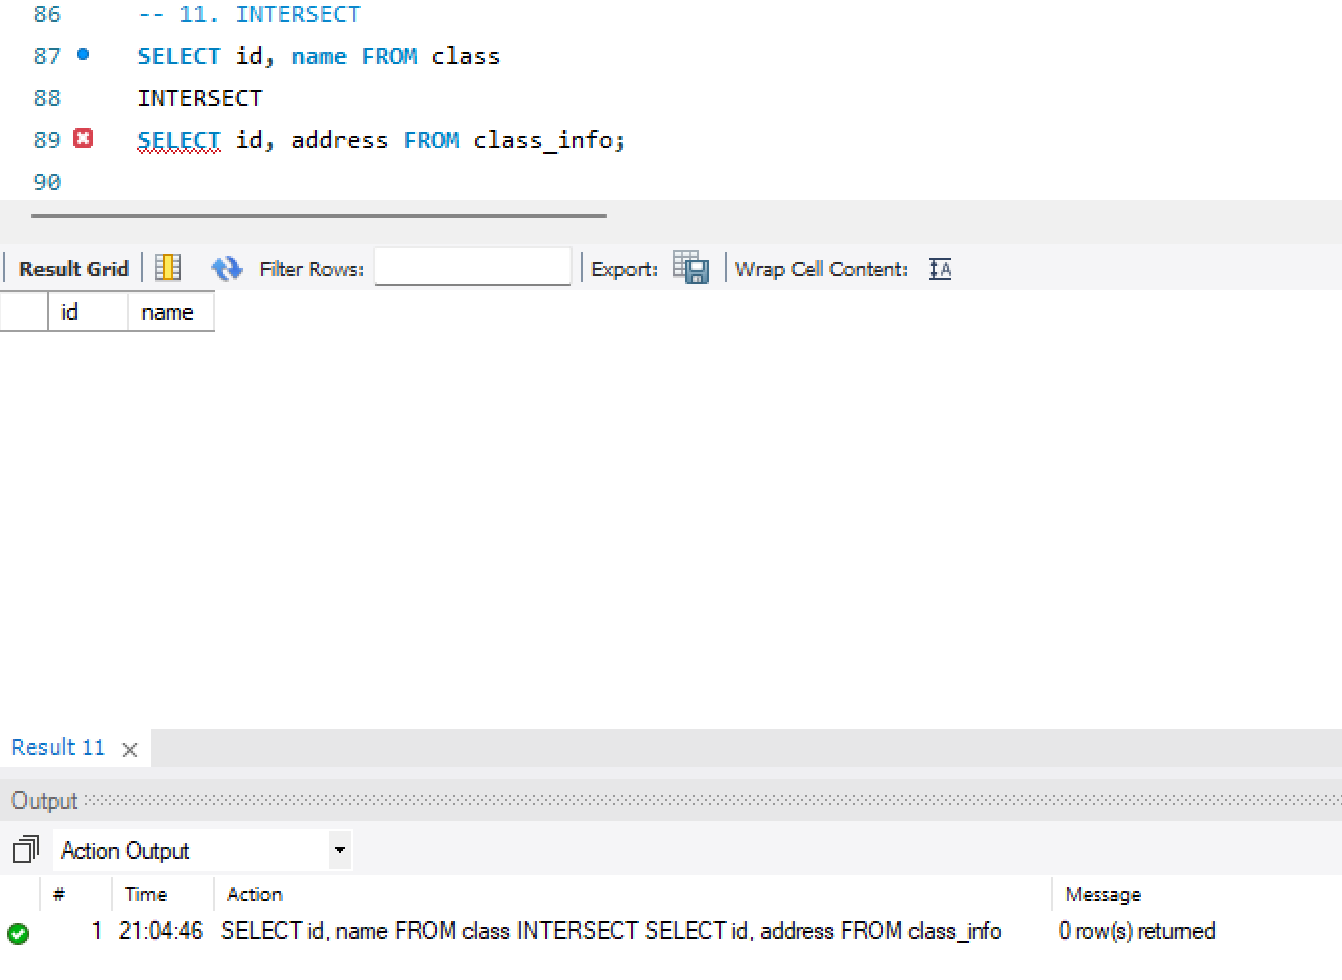 86 -- 11. INTERSECT
87 SELECT id, name FROM class
88 INTERSECT
89 SELECT id, address FROM class_info;
90
Result Grid Filter Rows: Export: Wrap Cell Content: IA
id name
Result 11
Output
Action Output
# Time Action Message
1 21:04:46 SELECT id, name FROM class INTERSECT SELECT id, address FROM class_info 0 row(s) returned